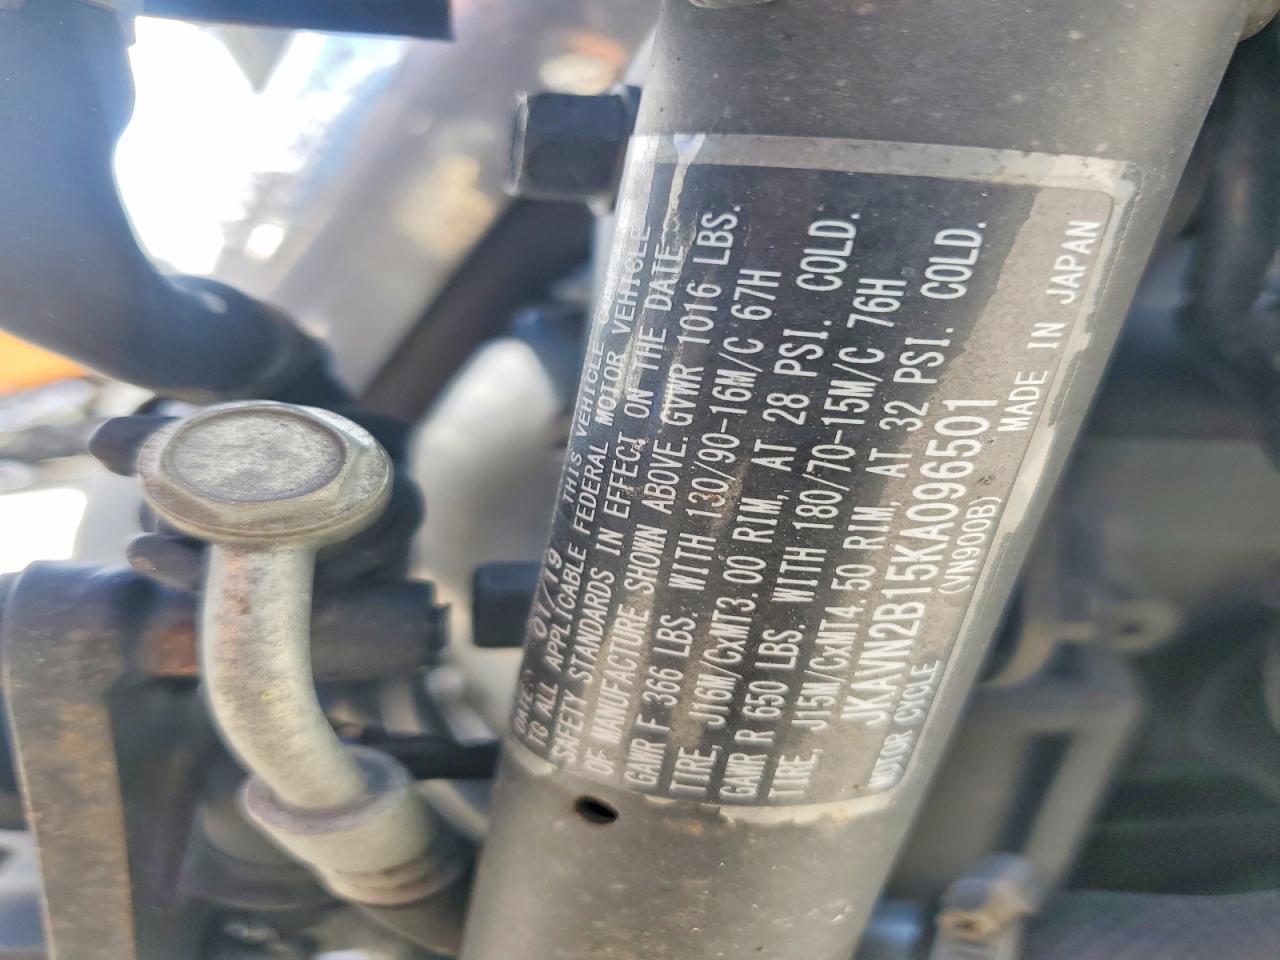 DATE: 01/19 THIS VEHICLE
TO ALL APPLICABLE FEDERAL MOTOR VEHICLE
SAFETY STANDARDS IN EFFECT ON THE DATE
OF MANUFACTURE SHOWN ABOVE. GVWR 1016 LBS.
GAWR F 366 LBS. WITH 130/90-16M/C 67H
TIRE, J16M/CxMT3.00 RIM, AT 28 PSI. COLD.
GAWR R 650 LBS. WITH 180/70-15M/C 76H
TIRE, J15M/CxMT4.50 RIM, AT 32 PSI. COLD.
JKAVN2B15KA096501
MOTOR CYCLE (VN900B) MADE IN JAPAN